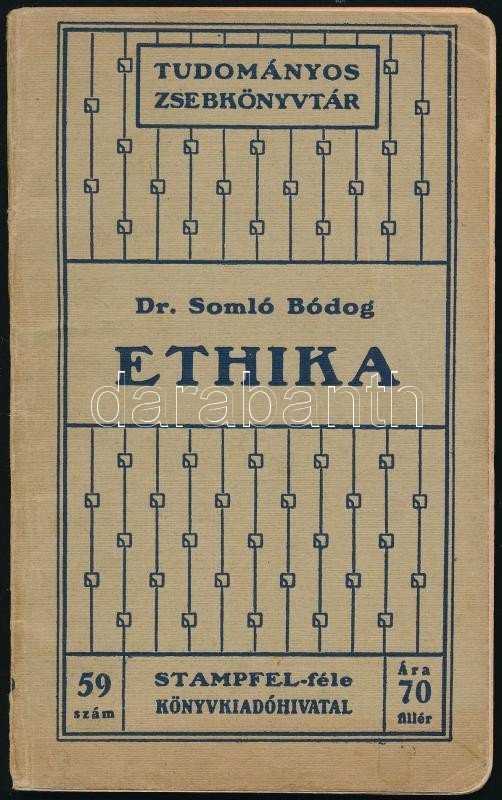 TUDOMÁNYOS
ZSEBKÖNYVTÁR
Dr. Somló Bódog
ETHIKA
darabanth
59
szám
STAMPFEL-féle
KÖNYVKIADÓHIVATAL
Ára
70
fillér